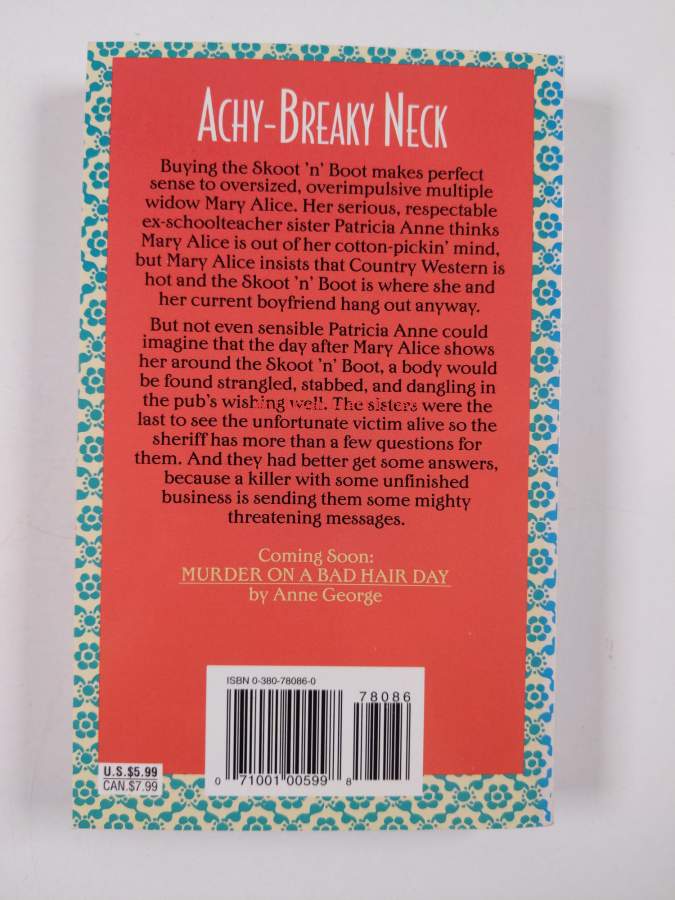 ACHY-BREAKY NECK
Buying the Skoot 'n' Boot makes perfect
sense to oversized, overimpulsive multiple
widow Mary Alice. Her serious, respectable
ex-schoolteacher sister Patricia Anne thinks
Mary Alice is out of her cotton-pickin' mind,
but Mary Alice insists that Country Western is
hot and the Skoot 'n' Boot is where she and
her current boyfriend hang out anyway.
But not even sensible Patricia Anne could
imagine that the day after Mary Alice shows
her around the Skoot 'n' Boot, a body would
be found strangled, stabbed, and dangling in
the pub's wishing well. The sisters were the
last to see the unfortunate victim alive so the
sheriff has more than a few questions for
them. And they had better get some answers,
because a killer with some unfinished
business is sending them some mighty
threatening messages.
Coming Soon:
MURDER ON A BAD HAIR DAY
by Anne George
ISBN 0-380-78086-0
78086
0 71001 00599 8
U.S.$5.99
CAN.$7.99